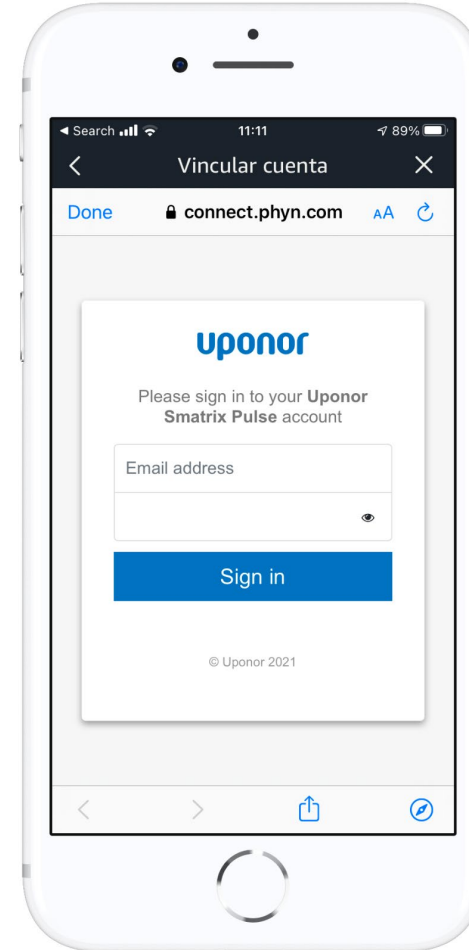 ◀ Search 11:11 89%
Vincular cuenta
Done connect.phyn.com AA
uponor
Please sign in to your Uponor
Smatrix Pulse account
Email address
Sign in
© Uponor 2021